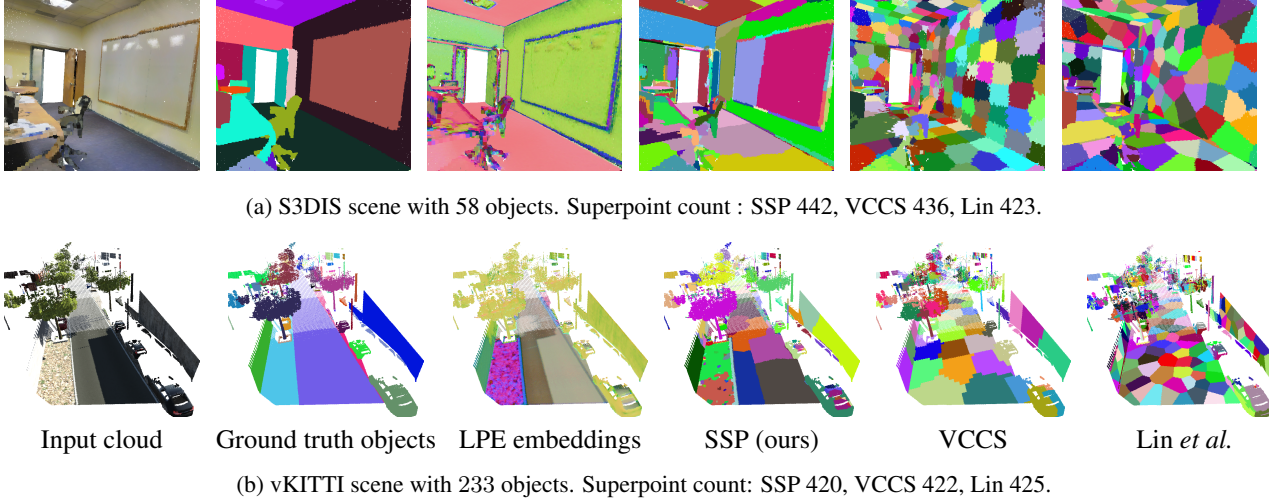 (a) S3DIS scene with 58 objects. Superpoint count : SSP 442, VCCS 436, Lin 423.
Input cloud Ground truth objects LPE embeddings SSP (ours) VCCS Lin et al.
(b) vKITTI scene with 233 objects. Superpoint count: SSP 420, VCCS 422, Lin 425.